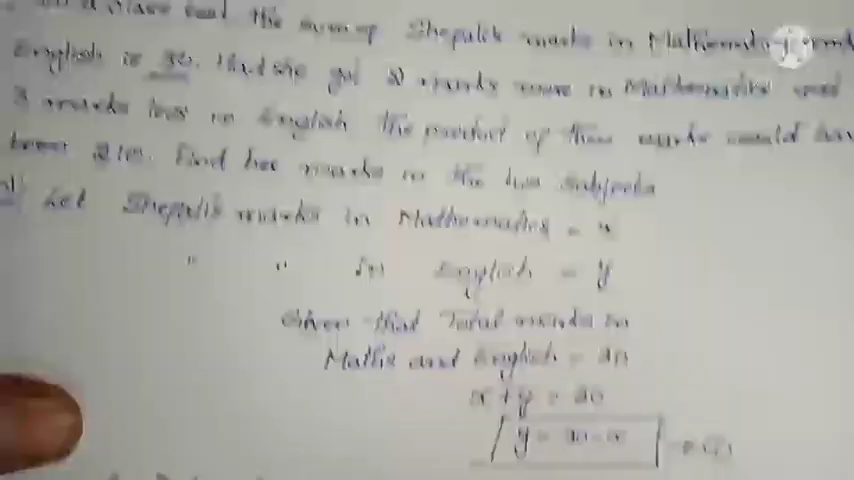 the sum of Shepalis marks in Mathematics and
English is 30. Had she got 2 marks more in Mathematics and
3 marks less in English The product of their marks would have
been 210. Find her marks in the two subjects
Let Shepalis marks in Mathematics = x
" " in English = y
Given that Total marks in
Maths and English = 30
x + y = 30
y = 30 - x